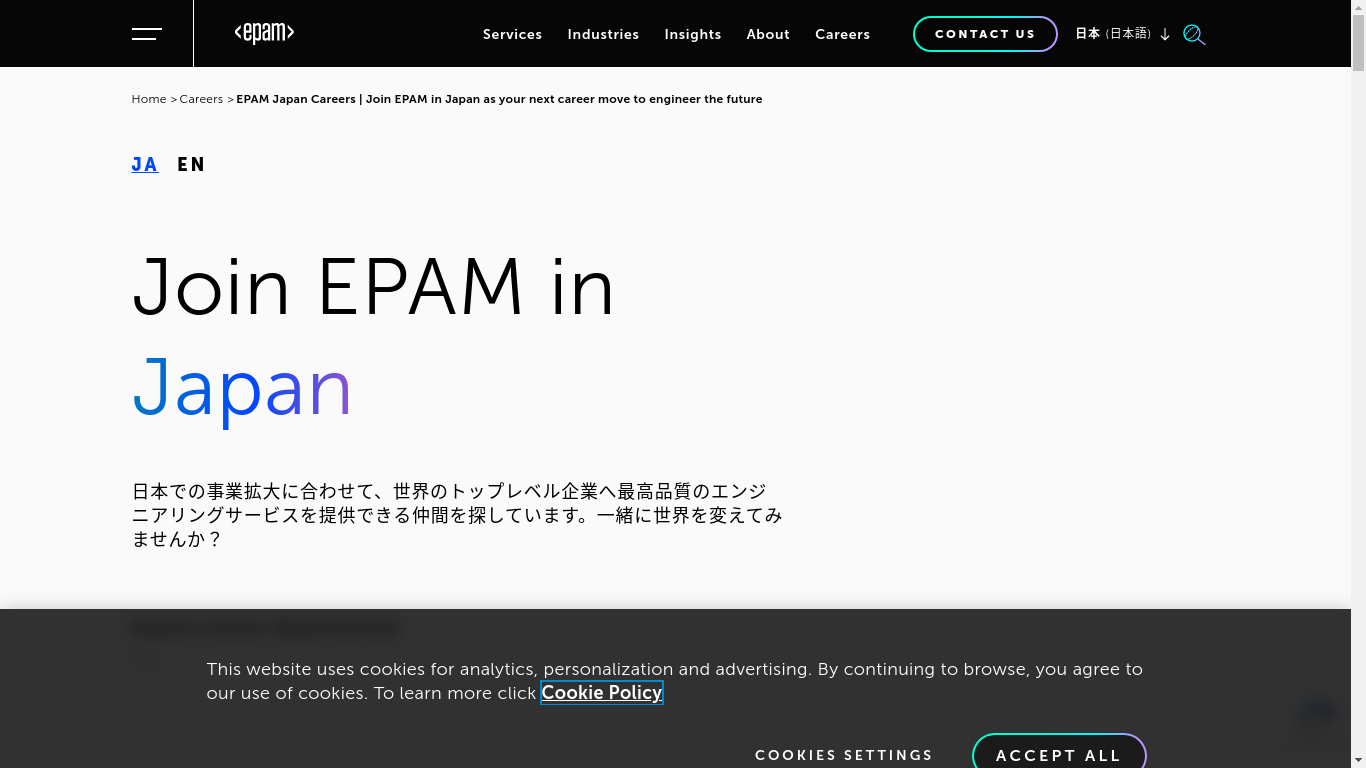 <epam>
Services Industries Insights About Careers
CONTACT US
日本 (日本語)
Home > Careers > EPAM Japan Careers | Join EPAM in Japan as your next career move to engineer the future
JA EN
Join EPAM in
Japan
日本での事業拡大に合わせて、世界のトップレベル企業へ最高品質のエンジ
ニアリングサービスを提供できる仲間を探しています。一緒に世界を変えてみ
ませんか？
This website uses cookies for analytics, personalization and advertising. By continuing to browse, you agree to
our use of cookies. To learn more click Cookie Policy
COOKIES SETTINGS ACCEPT ALL